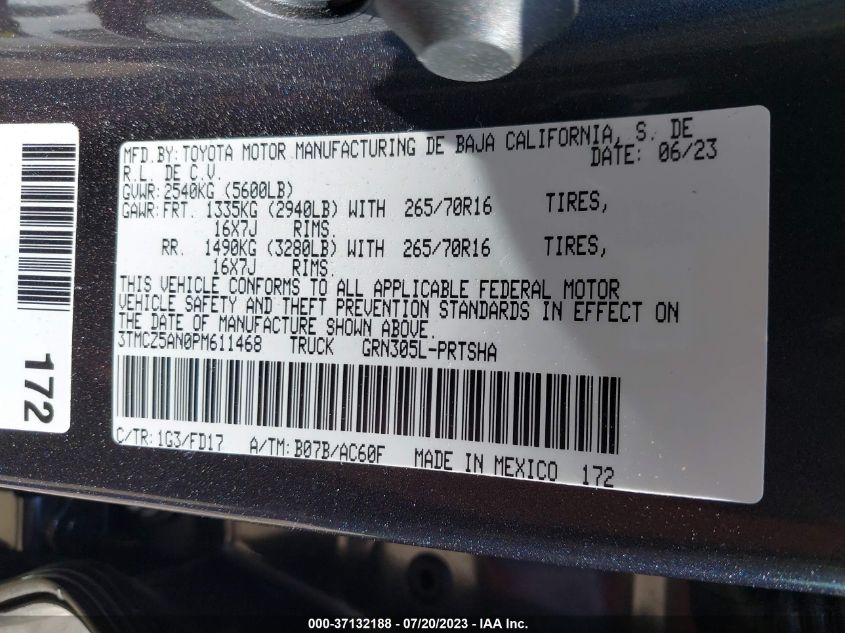 MFD.BY:TOYOTA MOTOR MANUFACTURING DE BAJA CALIFORNIA, S. DE
R.L. DE C.V.
DATE: 06/23
GVWR:2540KG (5600LB)
GAWR:FRT. 1335KG (2940LB) WITH 265/70R16 TIRES,
16X7J RIMS.
RR. 1490KG (3280LB) WITH 265/70R16 TIRES,
16X7J RIMS.
THIS VEHICLE CONFORMS TO ALL APPLICABLE FEDERAL MOTOR
VEHICLE SAFETY AND THEFT PREVENTION STANDARDS IN EFFECT ON
THE DATE OF MANUFACTURE SHOWN ABOVE.
3TMCZ5AN0PM611468 TRUCK GRN305L-PRTSHA
C/TR:1G3/FD17 A/TM:B07B/AC60F MADE IN MEXICO 172
172
000-37132188 - 07/20/2023 - IAA Inc.